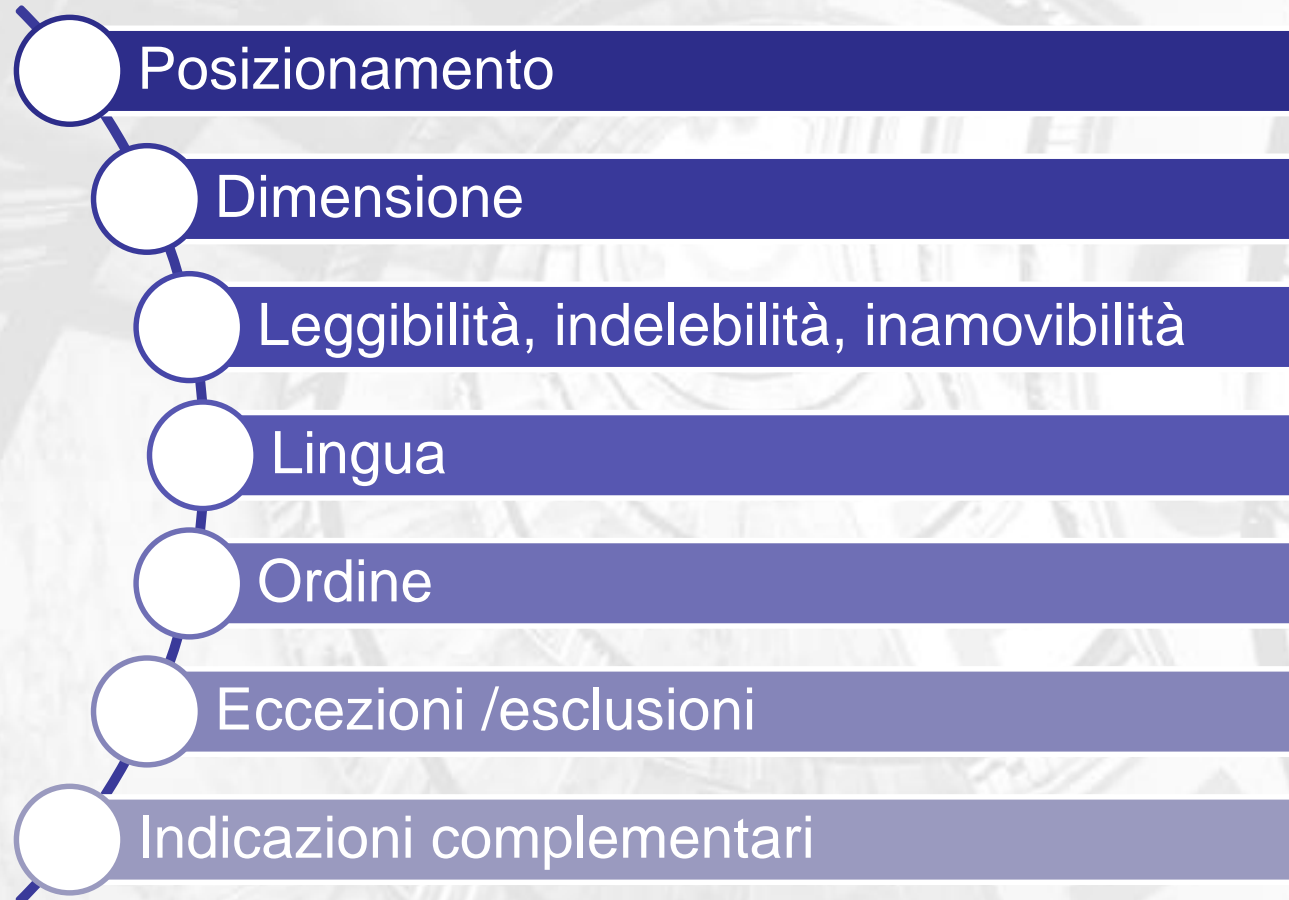 Posizionamento
Dimensione
Leggibilità, indelebilità, inamovibilità
Lingua
Ordine
Eccezioni /esclusioni
Indicazioni complementari